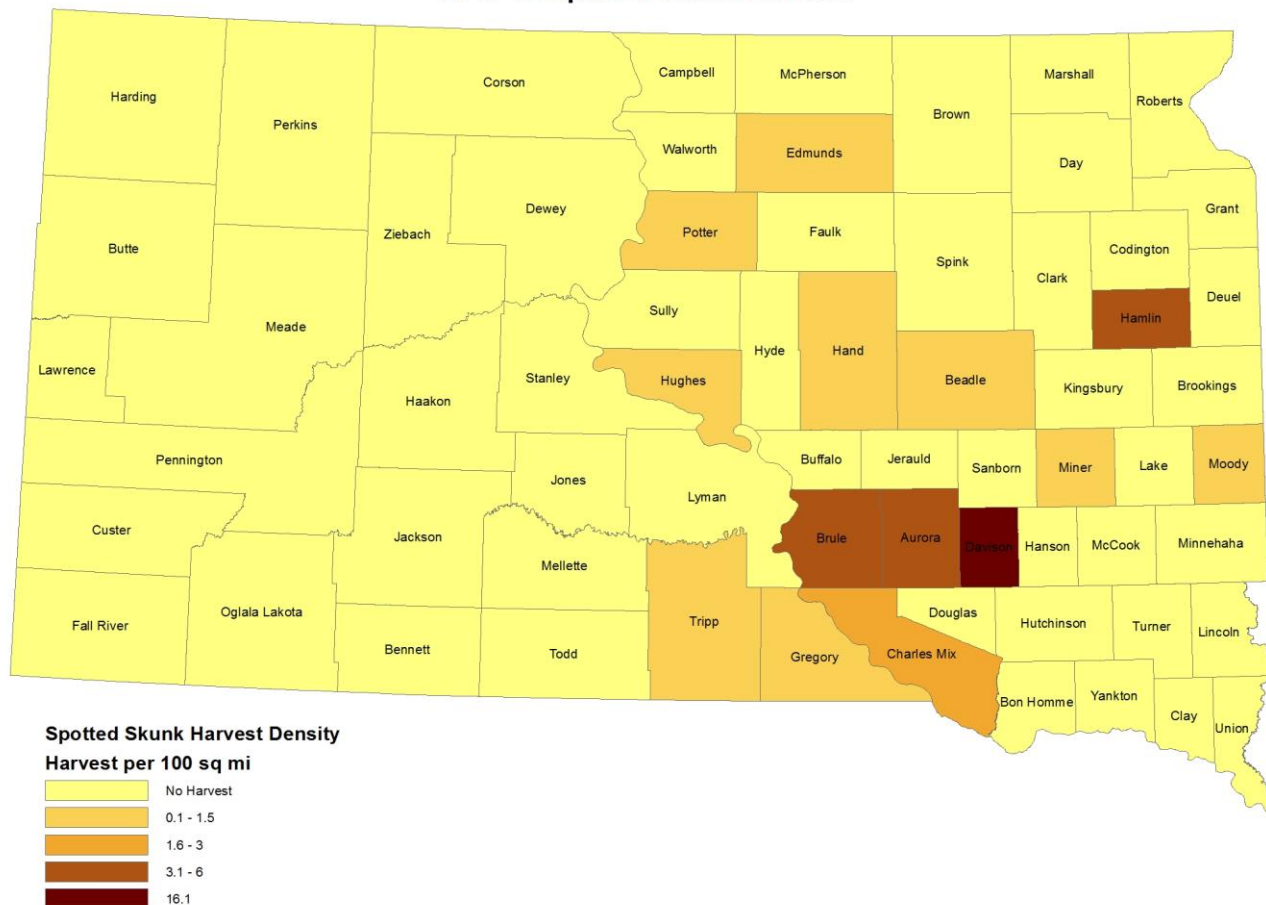 Campbell
McPherson
Marshall
Corson
Harding
Roberts
Brown
Perkins
Walworth
Edmunds
Day
Dewey
Grant
Ziebach
Potter
Faulk
Butte
Codington
Spink
Clark
Deuel
Sully
Hamlin
Meade
Hyde
Hand
Lawrence
Stanley
Hughes
Beadle
Kingsbury
Brookings
Haakon
Pennington
Buffalo
Jerauld
Sanborn
Miner
Lake
Moody
Jones
Lyman
Custer
Jackson
Brule
Aurora
Davison
Hanson
McCook
Minnehaha
Mellette
Oglala Lakota
Douglas
Fall River
Tripp
Hutchinson
Turner
Lincoln
Bennett
Todd
Gregory
Charles Mix
Bon Homme
Yankton
Clay
Union
Spotted Skunk Harvest Density
Harvest per 100 sq mi
No Harvest
0.1 - 1.5
1.6 - 3
3.1 - 6
16.1